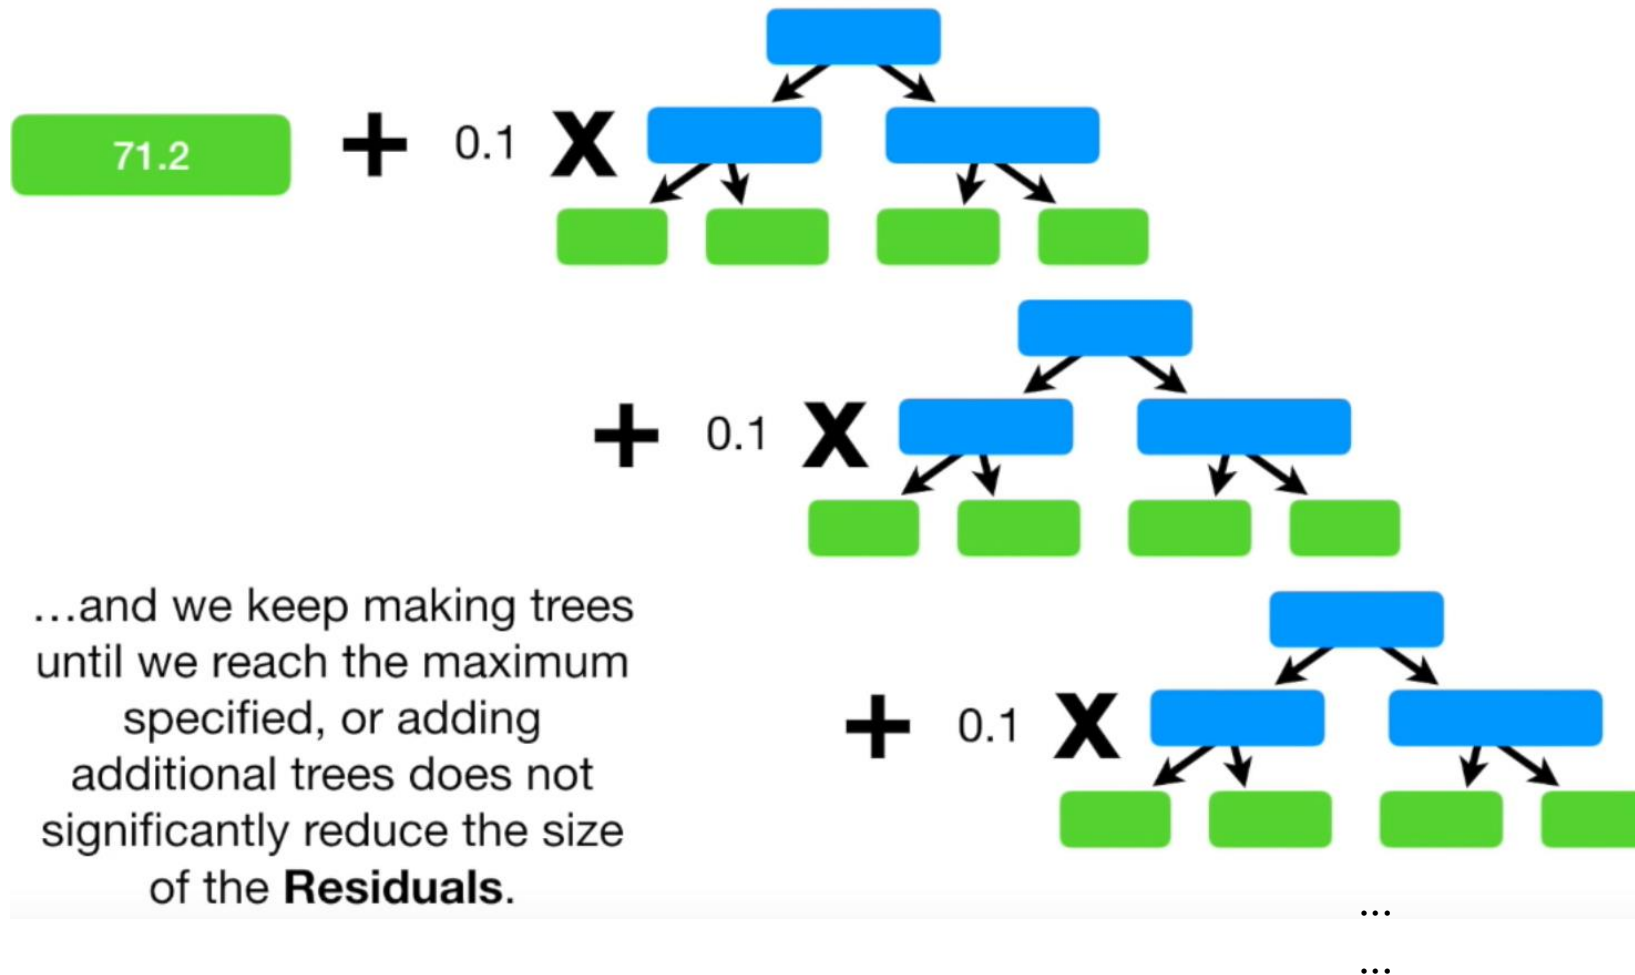 71.2 + 0.1 X
+ 0.1 X
…and we keep making trees
until we reach the maximum
specified, or adding
additional trees does not
significantly reduce the size
of the Residuals.
+ 0.1 X
...
...